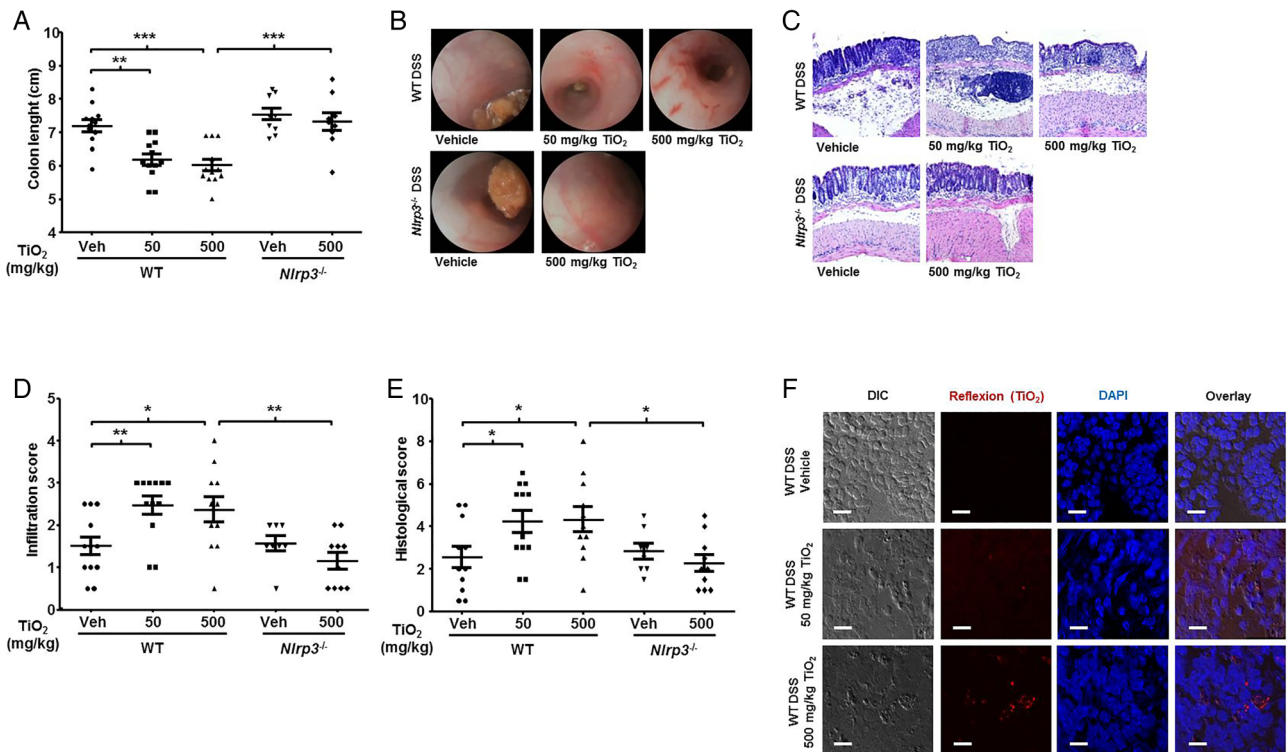 A
Colon lenght (cm)
10
9
8
7
6
5
4
***
***
**
TiO2
(mg/kg)
Veh 50 500 Veh 500
WT Nlrp3-/-
B
WT DSS
Vehicle 50 mg/kg TiO2 500 mg/kg TiO2
Nlrp3-/- DSS
Vehicle 500 mg/kg TiO2
C
WT DSS
Vehicle 50 mg/kg TiO2 500 mg/kg TiO2
Nlrp3-/- DSS
Vehicle 500 mg/kg TiO2
D
Infiltration score
5
4
3
2
1
0
*
**
**
TiO2
(mg/kg)
Veh 50 500 Veh 500
WT Nlrp3-/-
E
Histological score
10
8
6
4
2
0
*
*
*
TiO2
(mg/kg)
Veh 50 500 Veh 500
WT Nlrp3-/-
F
DIC Reflexion (TiO2) DAPI Overlay
WT DSS
Vehicle
WT DSS
50 mg/kg TiO2
WT DSS
500 mg/kg TiO2